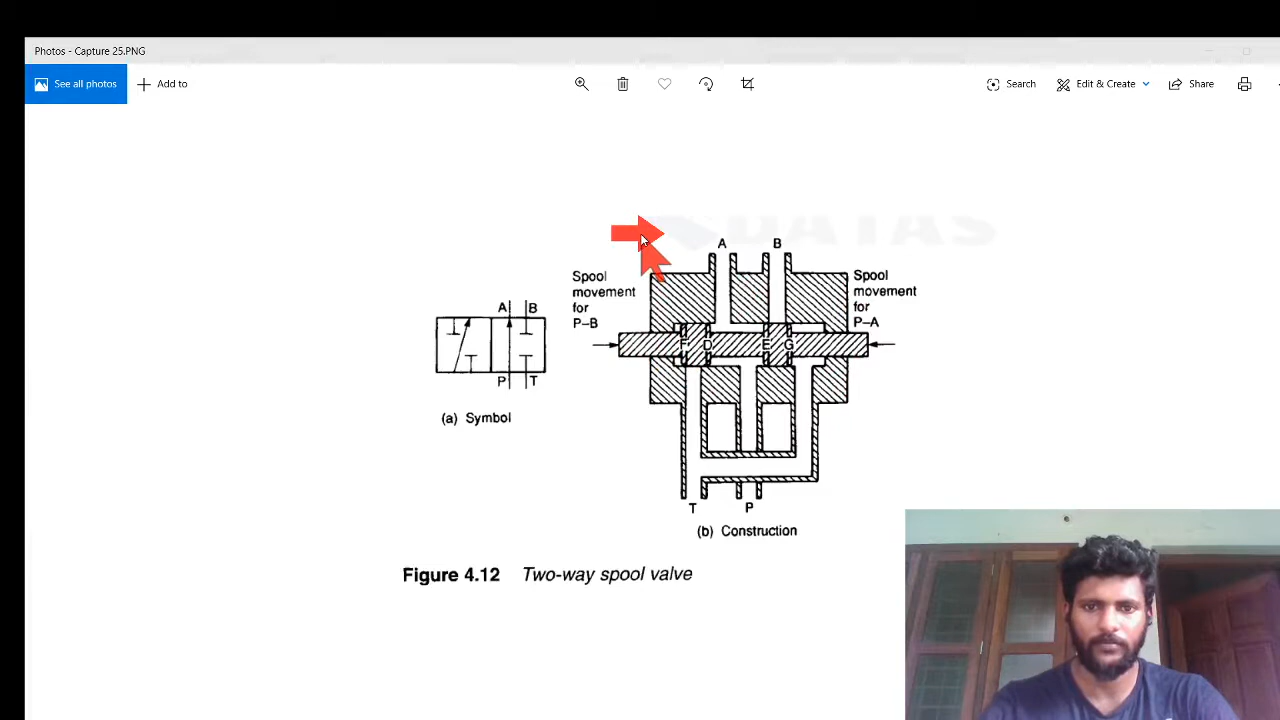 Photos - Capture 25.PNG
See all photos
Add to
Search
Edit & Create
Share
DATAS
A B
Spool
movement
for
P–B
Spool
movement
for
P–A
A B
F D E G
P T
(a) Symbol
T P
(b) Construction
Figure 4.12 Two-way spool valve